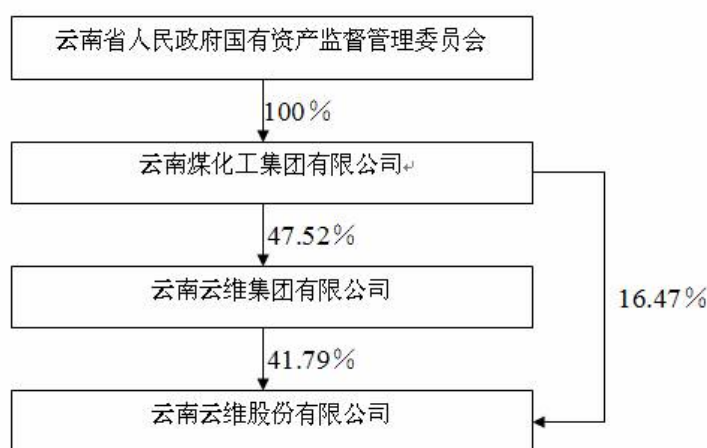 云南省人民政府国有资产监督管理委员会
100%
云南煤化工集团有限公司↵
47.52%
云南云维集团有限公司
16.47%
41.79%
云南云维股份有限公司